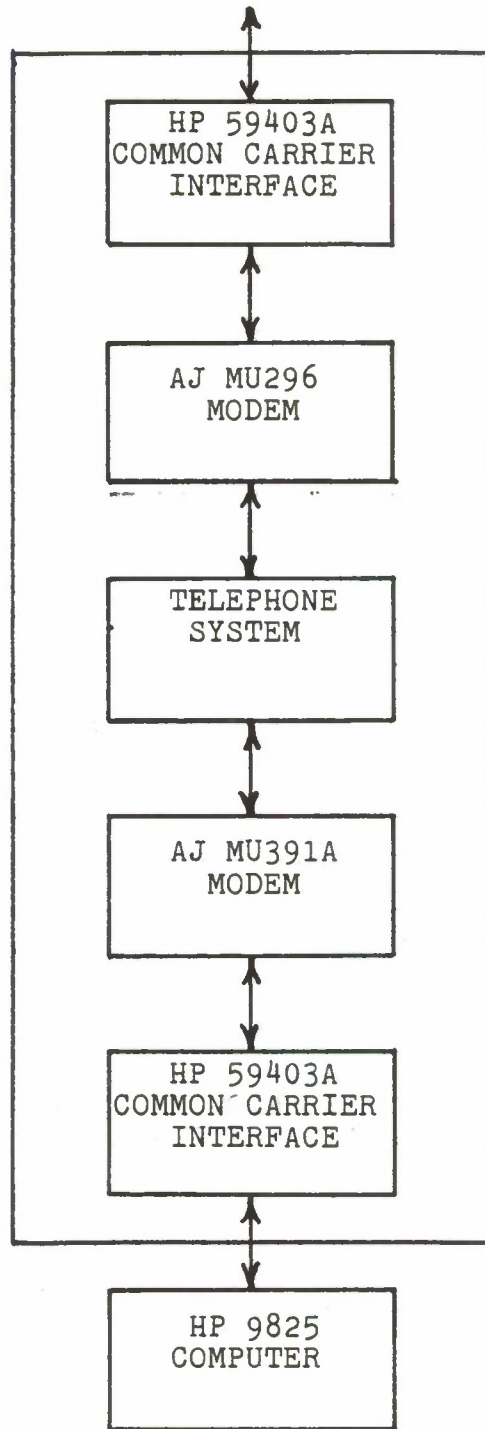 HP 59403A
COMMON CARRIER
INTERFACE
AJ MU296
MODEM
TELEPHONE
SYSTEM
AJ MU391A
MODEM
HP 59403A
COMMON CARRIER
INTERFACE
HP 9825
COMPUTER